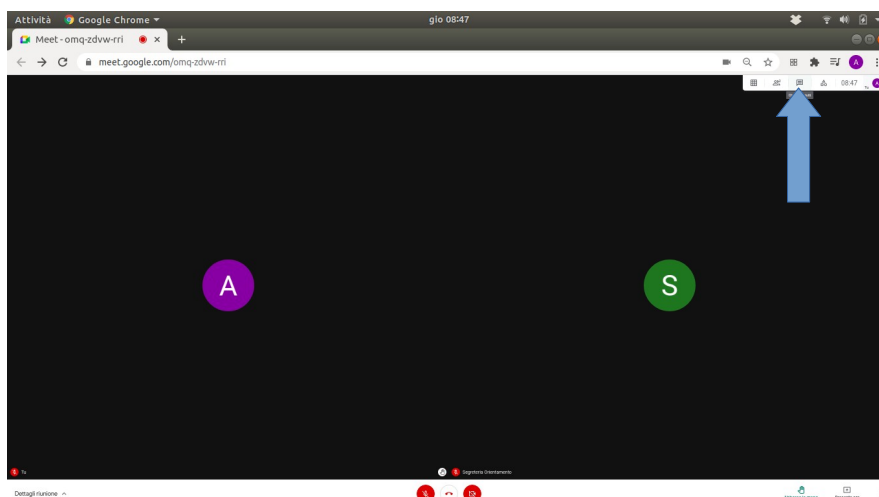 Attività Google Chrome gio 08:47
Meet - omq-zdvw-rri
meet.google.com/omq-zdvw-rri
A
08:47
Tu
A S
Tu Segreteria Orientamento
Dettagli riunione